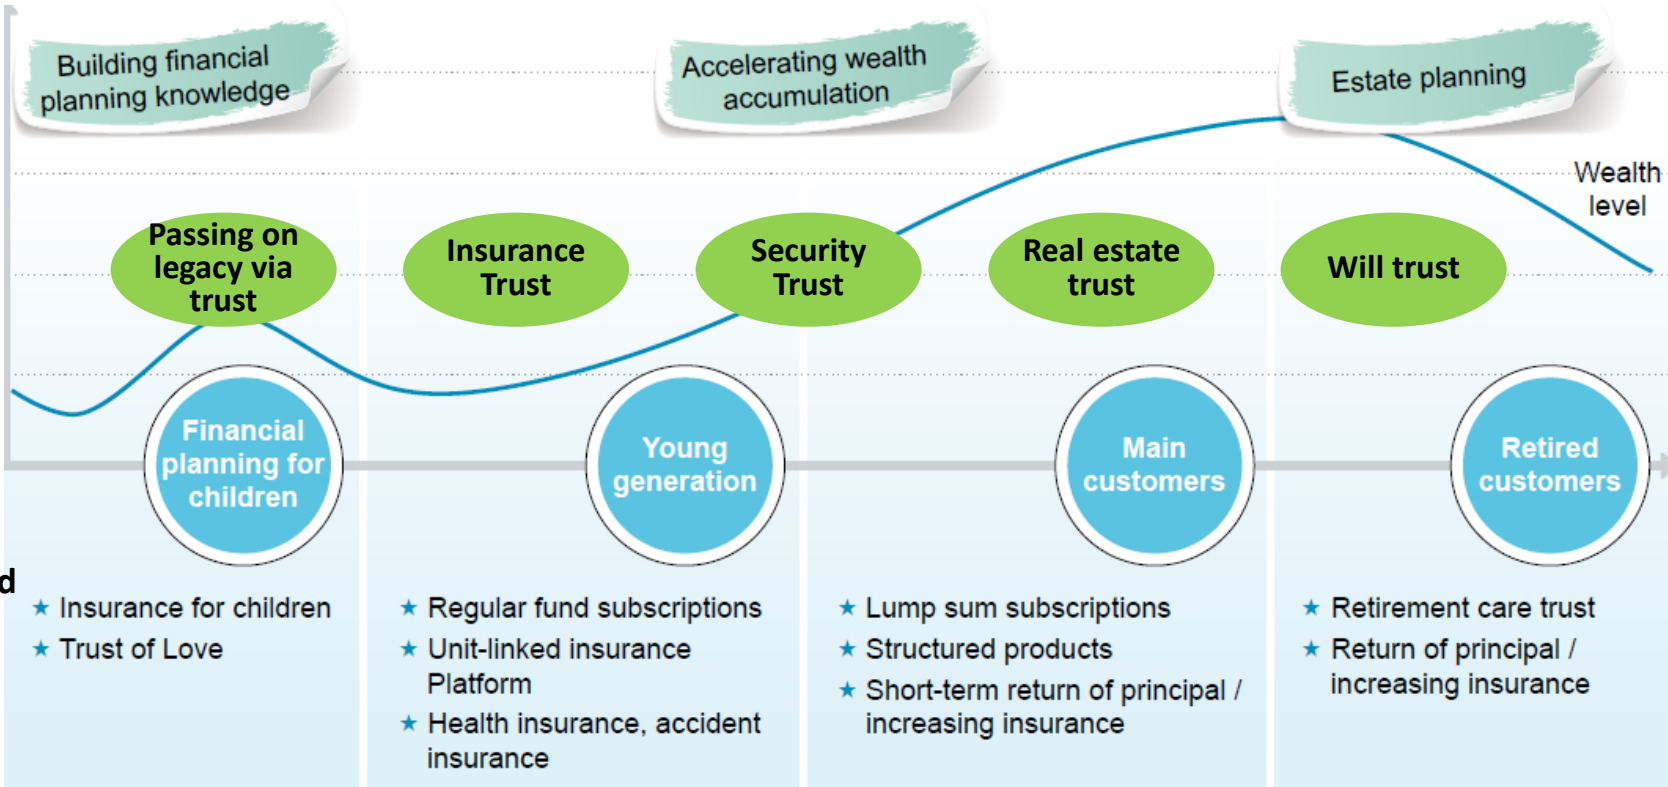 Building financial
planning knowledge
Accelerating wealth
accumulation
Estate planning
Wealth
level
Passing on
legacy via
trust
Insurance
Trust
Security
Trust
Real estate
trust
Will trust
Financial
planning for
children
Young
generation
Main
customers
Retired
customers
d
★ Insurance for children
★ Trust of Love
★ Regular fund subscriptions
★ Unit-linked insurance
Platform
★ Health insurance, accident
insurance
★ Lump sum subscriptions
★ Structured products
★ Short-term return of principal /
increasing insurance
★ Retirement care trust
★ Return of principal /
increasing insurance